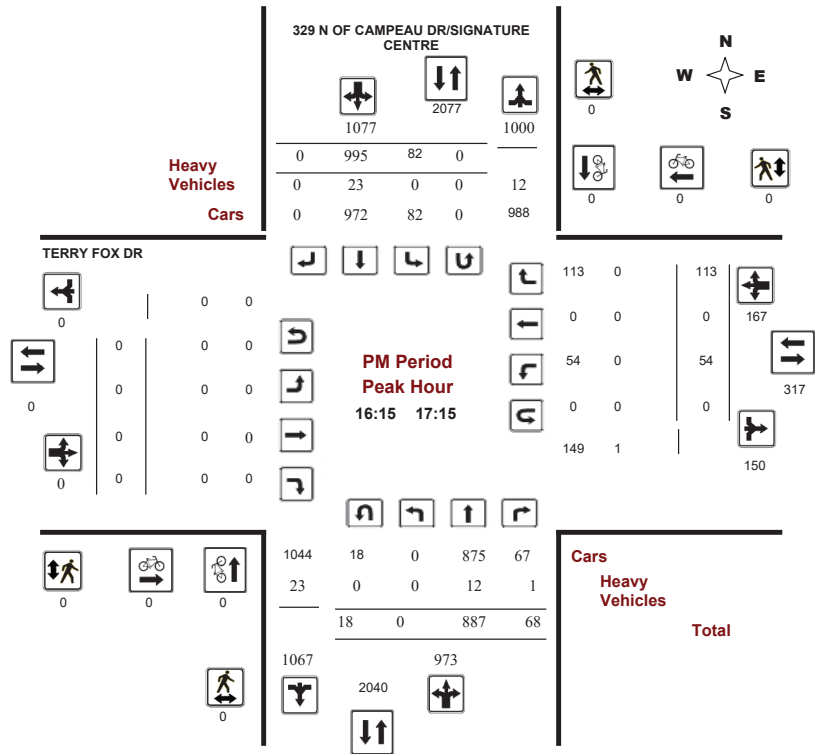 329 N OF CAMPEAU DR/SIGNATURE
CENTRE
N
W E
S
2077
0
1077 1000
0 995 82 0
Heavy
Vehicles
0 23 0 0 12
0 0 0
Cars 0 972 82 0 988
TERRY FOX DR
0 0
0
113 0 113
167
0 0 0
0 0 0
0
PM Period
Peak Hour
16:15 17:15
54 0 54
317
0 0 0
0 0 0
0 0 0
149 1
150
0
0 0 0
1044 18 0 875 67
Cars
23 0 0 12 1
Heavy
Vehicles
0 0 0
18 0 887 68
Total
1067 973
2040
0